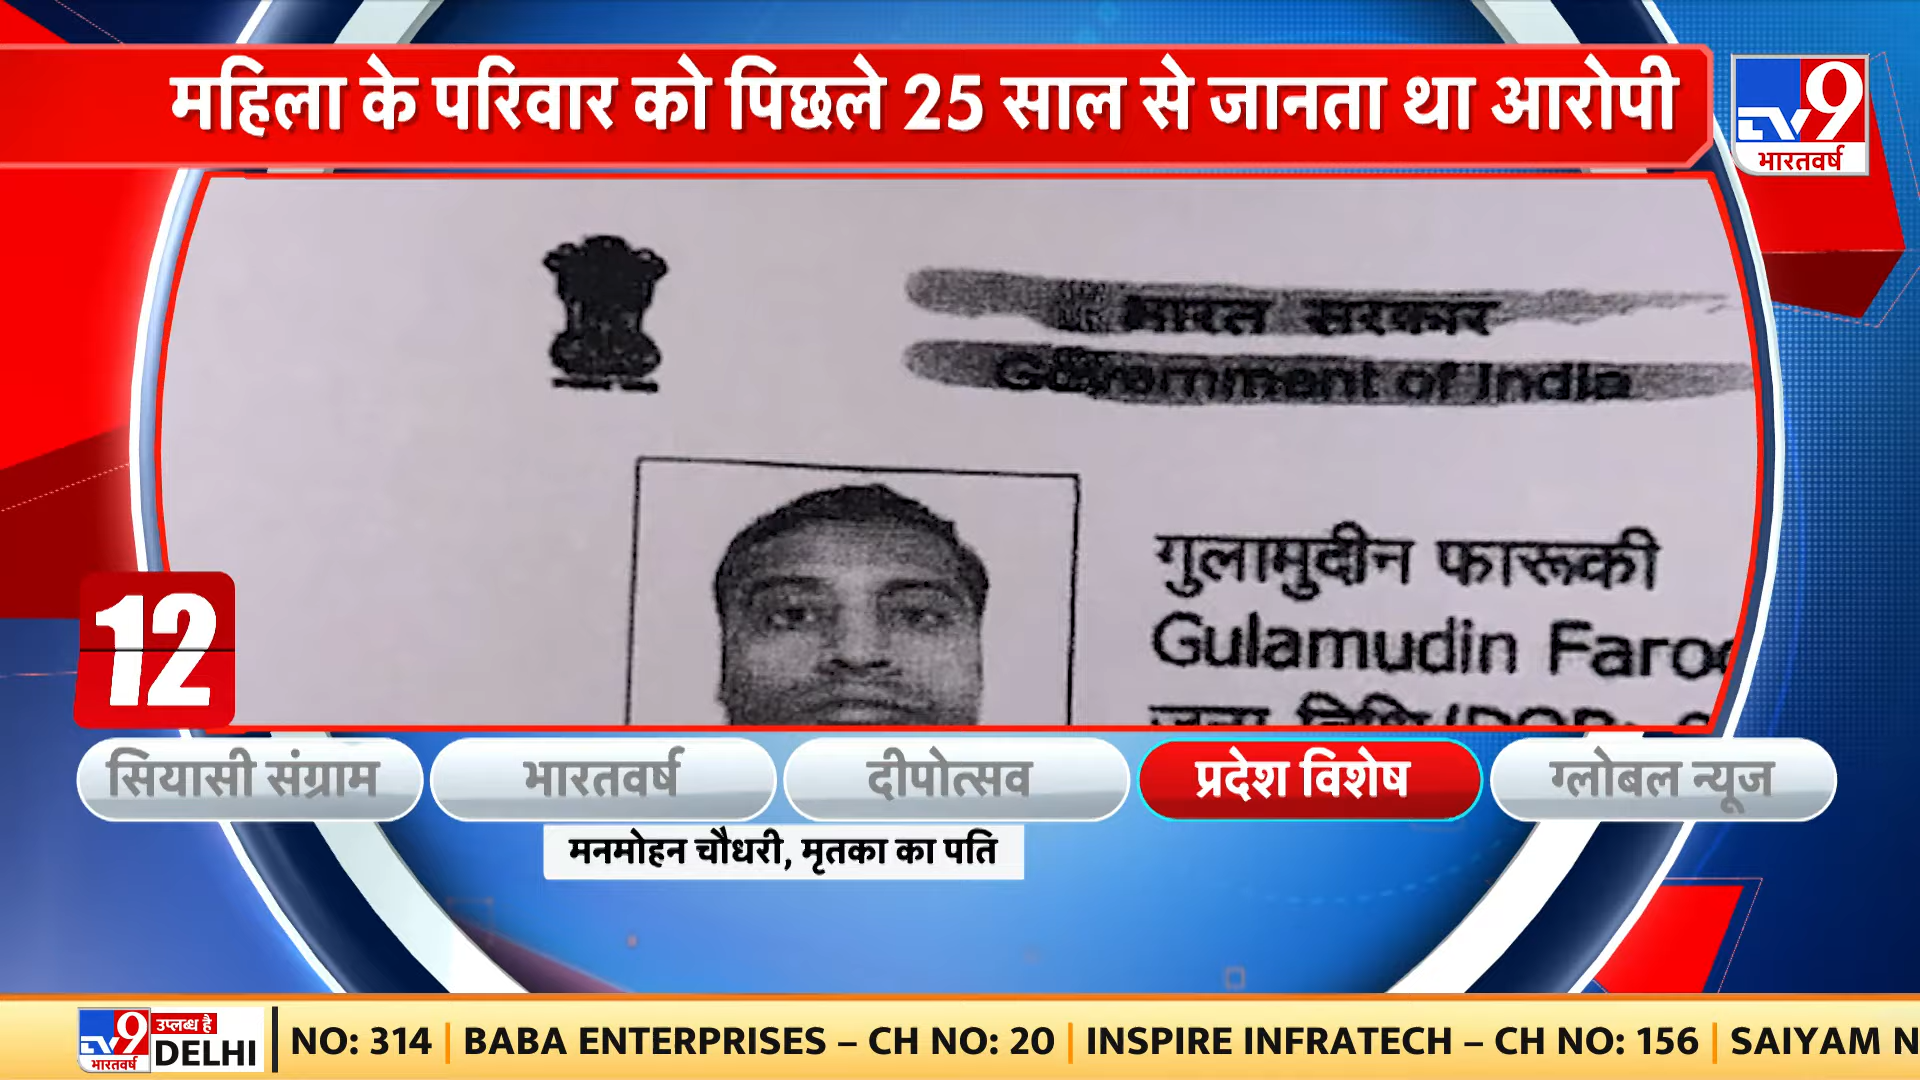 महिला के परिवार को पिछले 25 साल से जानता था आरोपी
TV9
भारतवर्ष
भारत सरकार
Government of India
गुलामुदीन फारूकी
Gulamudin
12
सियासी संग्राम
भारतवर्ष
दीपोत्सव
प्रदेश विशेष
ग्लोबल न्यूज
मनमोहन चौधरी, मृतका का पति
TV9
भारतवर्ष
उप्लब्ध है
DELHI
NO: 314 | BABA ENTERPRISES – CH NO: 20 | INSPIRE INFRATECH – CH NO: 156 | SAIYAM